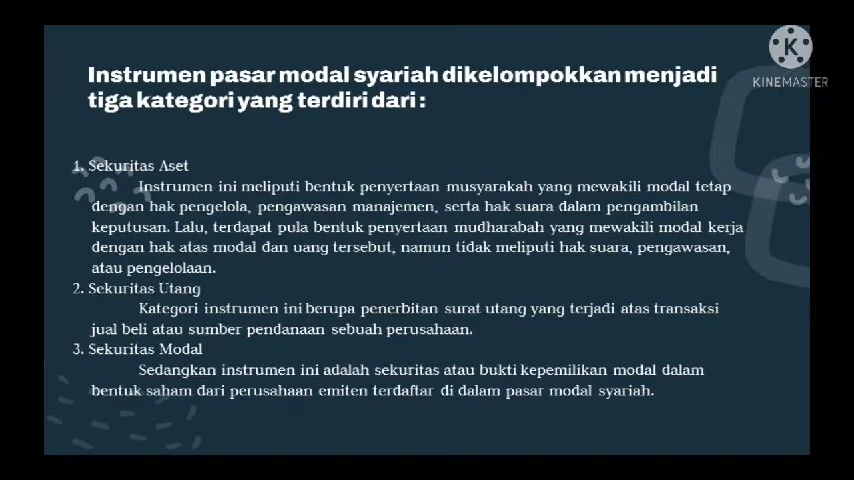 Instrumen pasar modal syariah dikelompokkan menjadi
tiga kategori yang terdiri dari :
KINEMASTER
1. Sekuritas Aset
Instrumen ini meliputi bentuk penyertaan musyarakah yang mewakili modal tetap
dengan hak pengelola, pengawasan manajemen, serta hak suara dalam pengambilan
keputusan. Lalu, terdapat pula bentuk penyertaan mudharabah yang mewakili modal kerja
dengan hak atas modal dan uang tersebut, namun tidak meliputi hak suara, pengawasan,
atau pengelolaan.
2. Sekuritas Utang
Kategori instrumen ini berupa penerbitan surat utang yang terjadi atas transaksi
jual beli atau sumber pendanaan sebuah perusahaan.
3. Sekuritas Modal
Sedangkan instrumen ini adalah sekuritas atau bukti kepemilikan modal dalam
bentuk saham dari perusahaan emiten terdaftar di dalam pasar modal syariah.